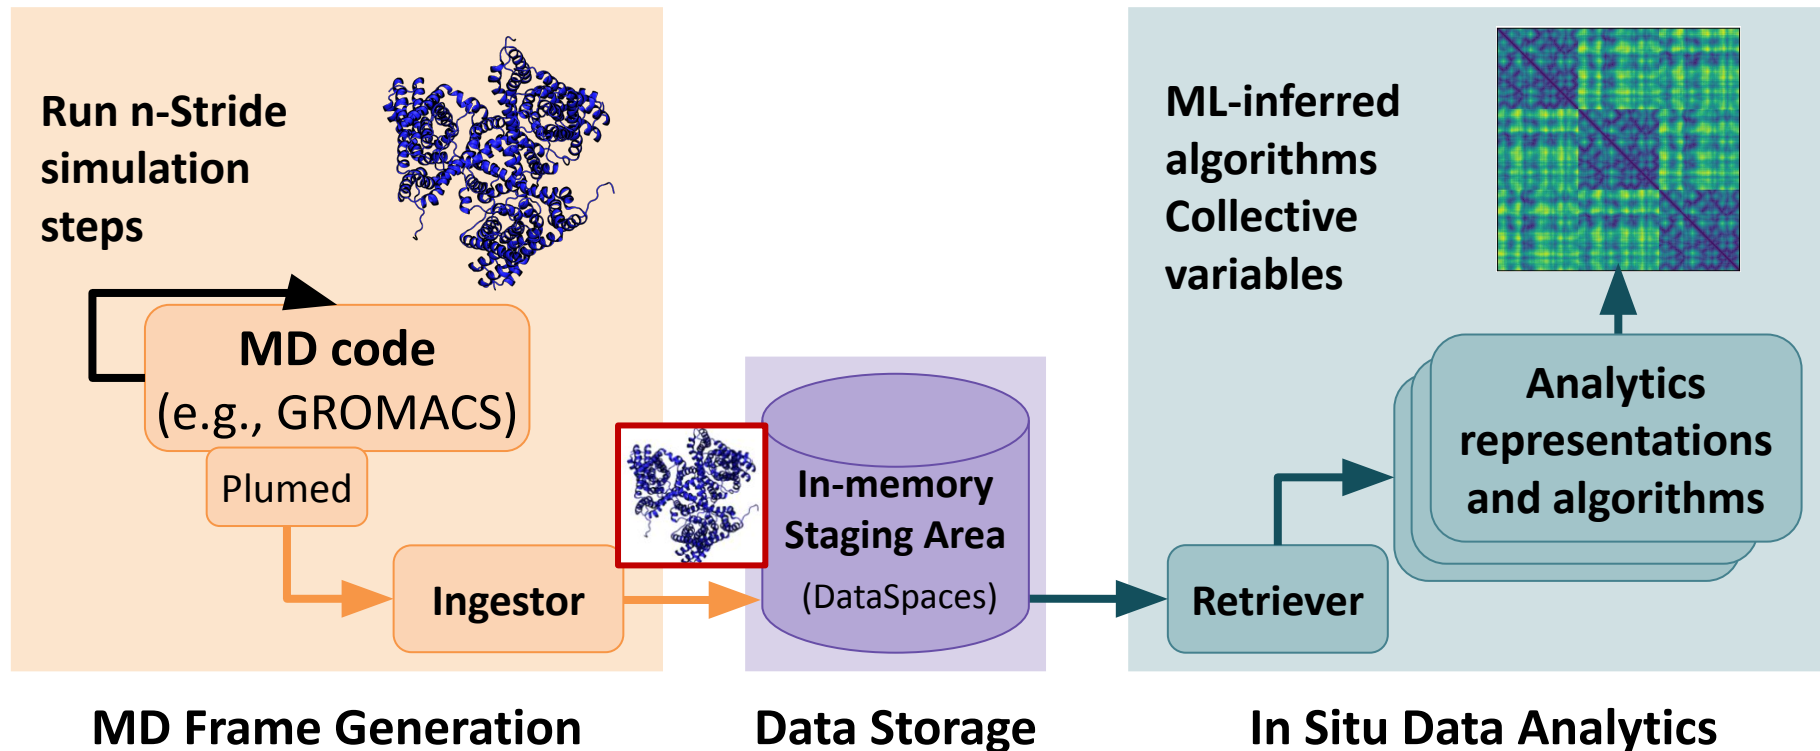 Run n-Stride
simulation
steps
MD code
(e.g., GROMACS)
Plumed
Ingestor
In-memory
Staging Area
(DataSpaces)
ML-inferred
algorithms
Collective
variables
Analytics
representations
and algorithms
Retriever
MD Frame Generation
Data Storage
In Situ Data Analytics